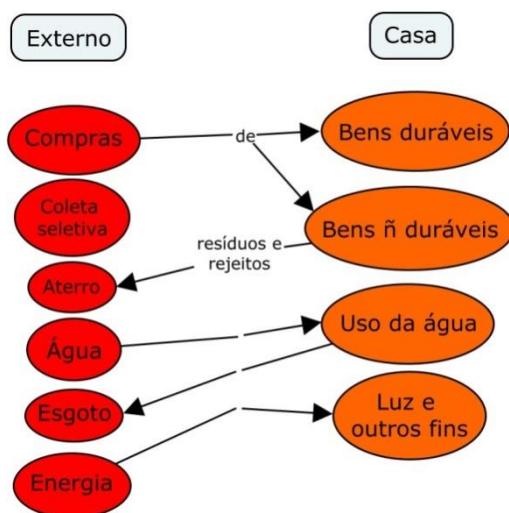 Externo
Casa
Compras
de
Bens duráveis
Coleta
seletiva
Bens ñ duráveis
resíduos e
rejeitos
Aterro
Água
Uso da água
Esgoto
Luz e
outros fins
Energia